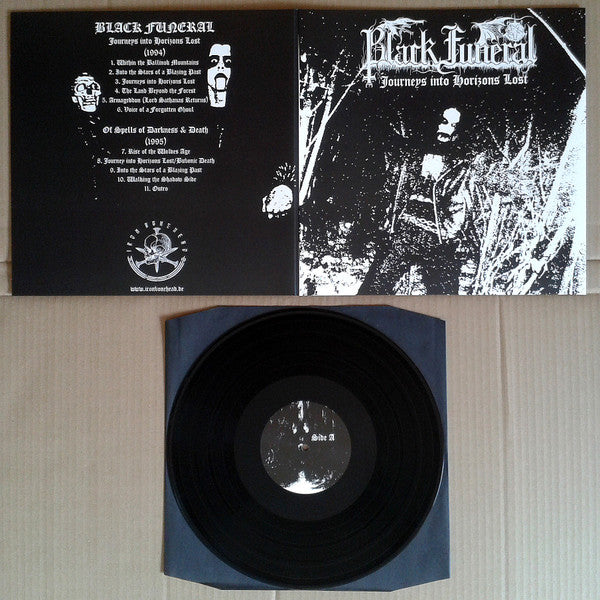 BLACK FUNERAL
Journeys into Horizons Lost
(1994)
1. Within the Ballinok Mountains
2. Into the Stars of a Blazing Past
3. Journeys into Horizons Lost
4. The Land Beyond the Forest
5. Armageddon (Lord Sathanas Returns)
6. Voice of a Forgotten Ghoul
Of Spells of Darkness & Death
(1995)
7. Rise of the Wolves Age
8. Journey into Horizons Lost/Bubonic Death
9. Into the Stars of a Blazing Past
10. Walking the Shadow Side
11. Outro
IRON BONEHEAD
www.ironbonehead.de
Black Funeral
Journeys into Horizons Lost
Side A